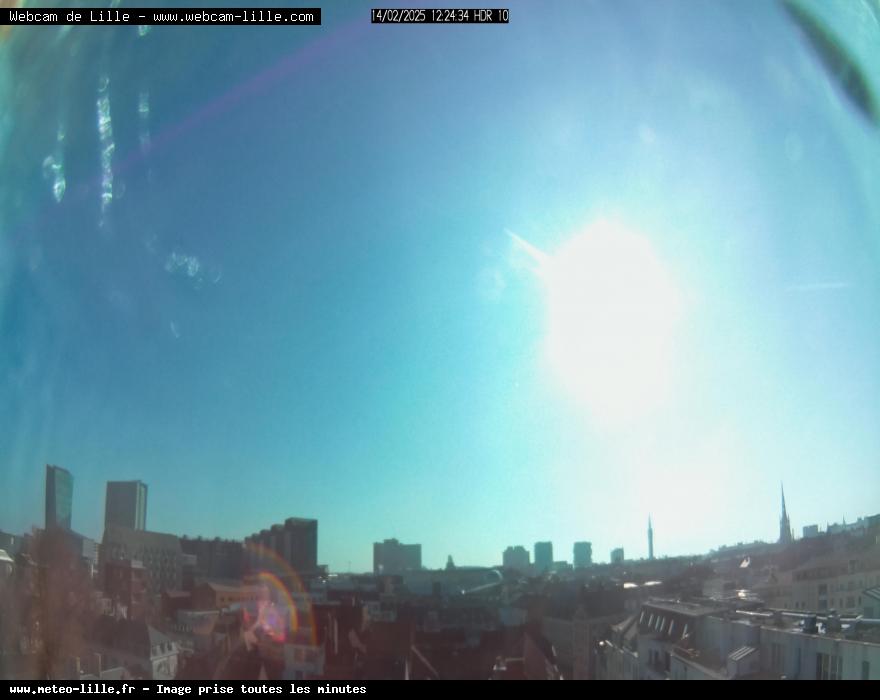 Webcam de Lille - www.webcam-lille.com
14/02/2025 12:24:34 HDR 10
www.meteo-lille.fr - Image prise toutes les minutes